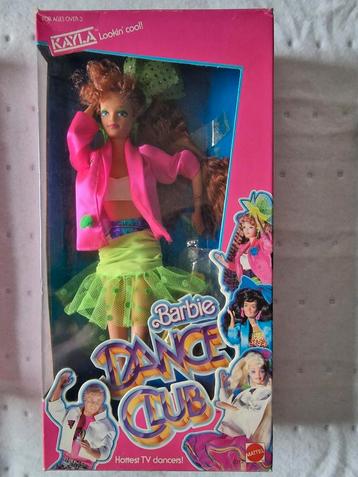 FOR AGES OVER 3
KAYLA Lookin' cool!
Barbie
DANCE
CLUB
Hottest TV dancers!
MATTEL